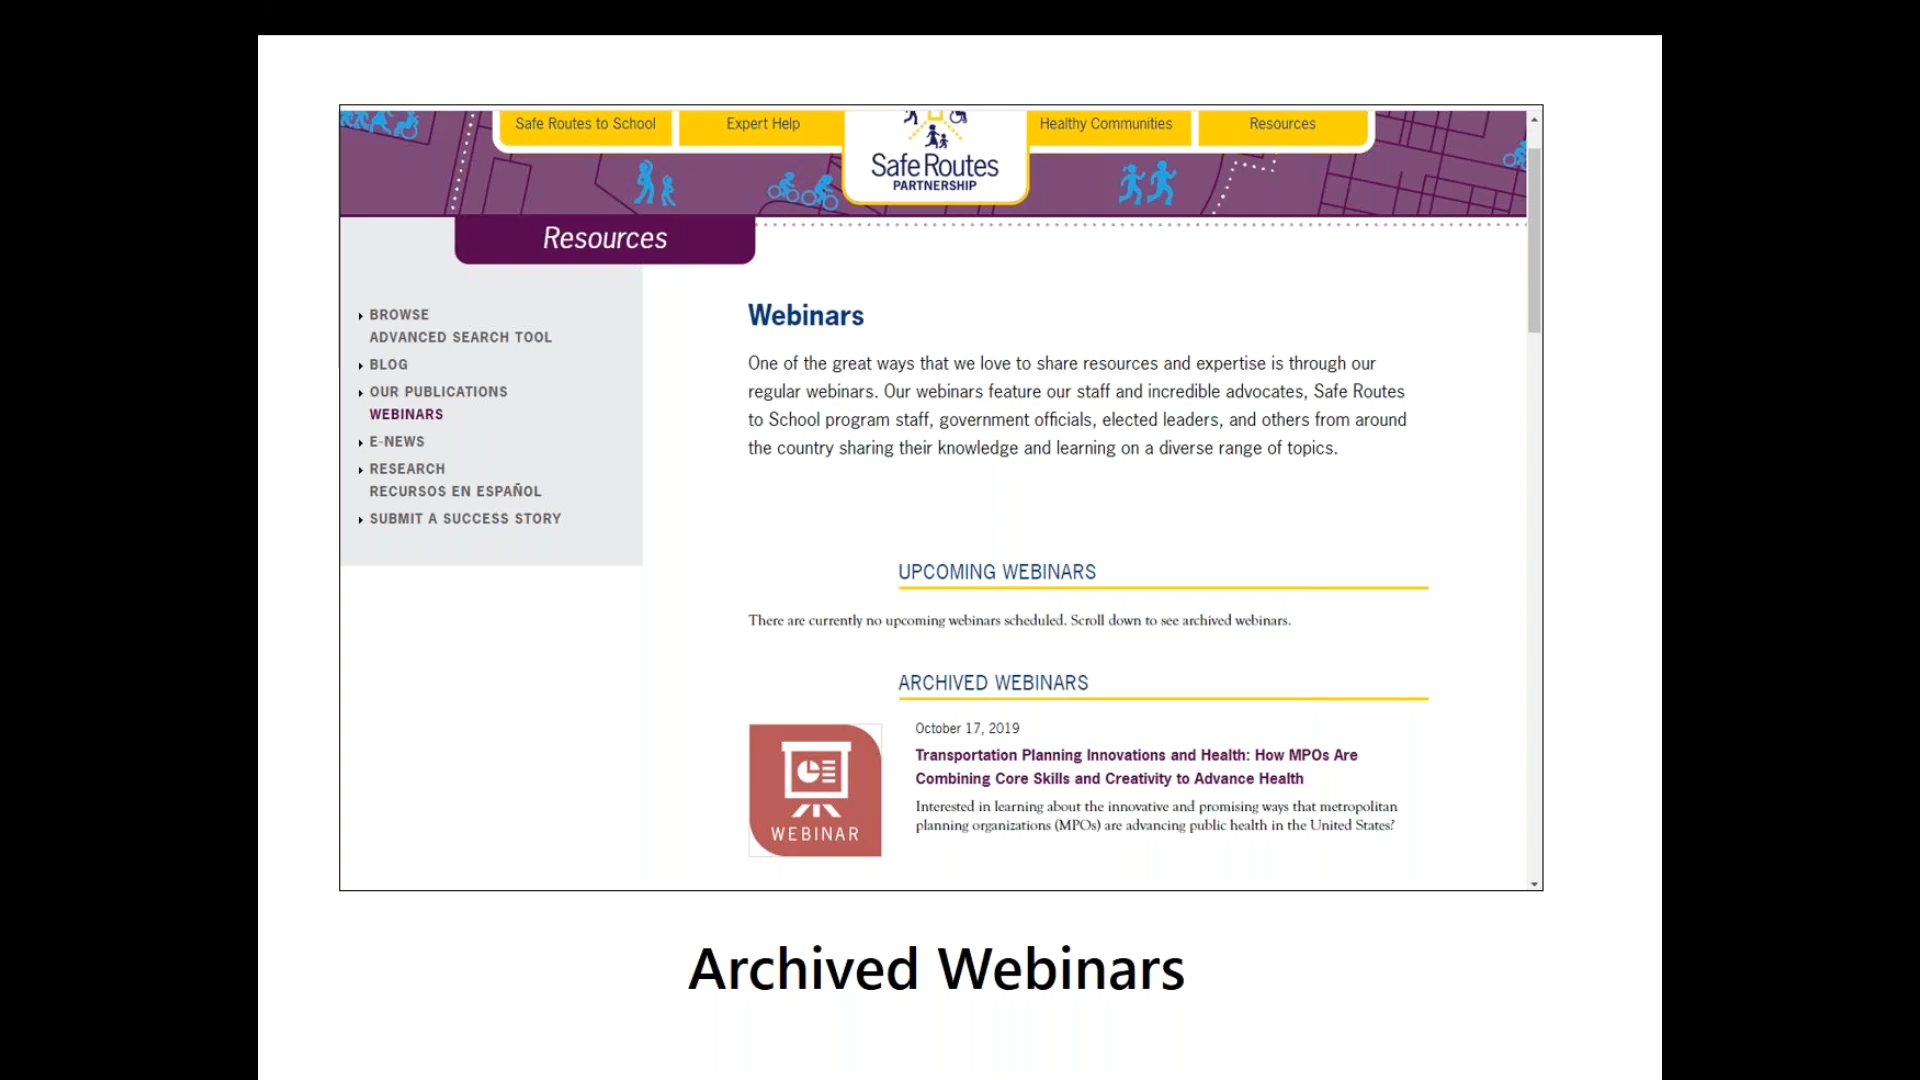 Safe Routes to School
Expert Help
Healthy Communities
Resources
Safe Routes
PARTNERSHIP
Resources
BROWSE
ADVANCED SEARCH TOOL
BLOG
OUR PUBLICATIONS
WEBINARS
E-NEWS
RESEARCH
RECURSOS EN ESPAÑOL
SUBMIT A SUCCESS STORY
Webinars
One of the great ways that we love to share resources and expertise is through our
regular webinars. Our webinars feature our staff and incredible advocates, Safe Routes
to School program staff, government officials, elected leaders, and others from around
the country sharing their knowledge and learning on a diverse range of topics.
UPCOMING WEBINARS
There are currently no upcoming webinars scheduled. Scroll down to see archived webinars.
ARCHIVED WEBINARS
WEBINAR
October 17, 2019
Transportation Planning Innovations and Health: How MPOs Are
Combining Core Skills and Creativity to Advance Health
Interested in learning about the innovative and promising ways that metropolitan
planning organizations (MPOs) are advancing public health in the United States?
Archived Webinars